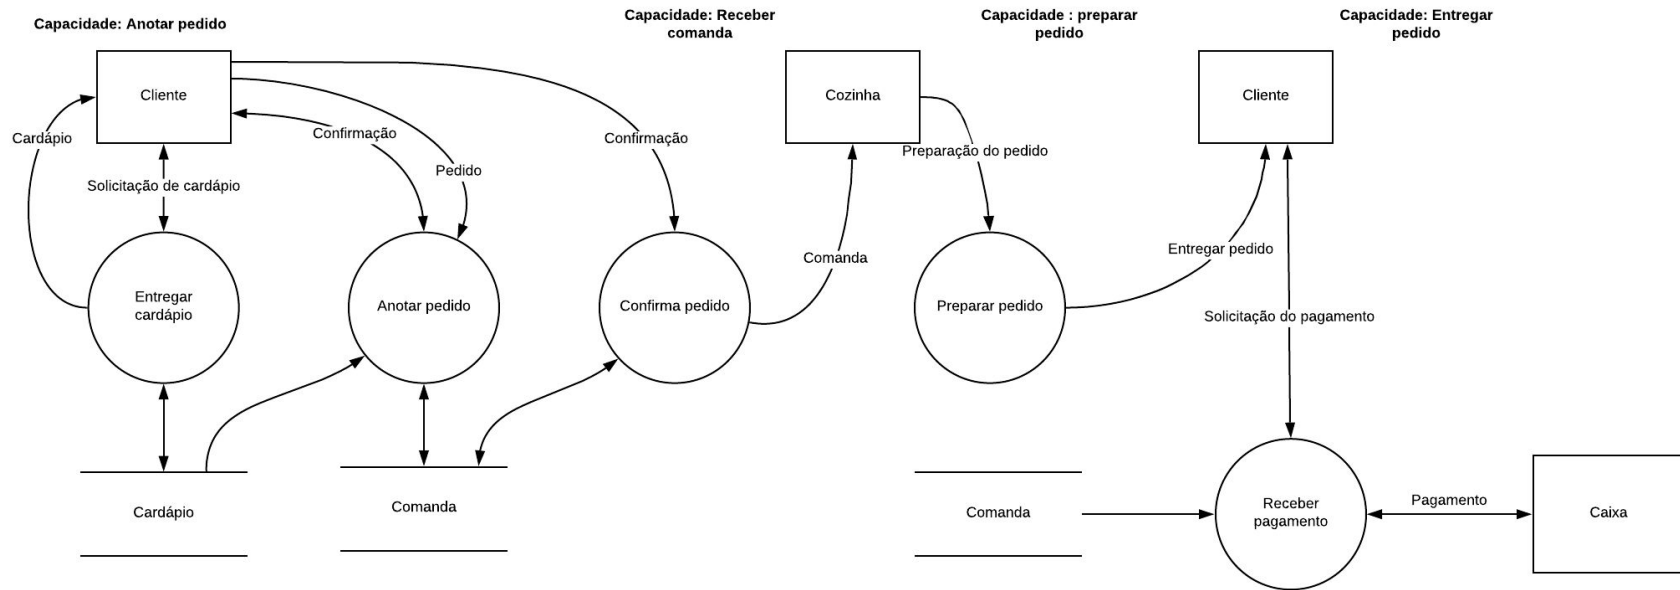 Capacidade: Anotar pedido
Capacidade: Receber
comanda
Capacidade : preparar
pedido
Capacidade: Entregar
pedido
Cliente
Cozinha
Cliente
Cardápio
Confirmação
Confirmação
Preparação do pedido
Pedido
Solicitação de cardápio
Entregar pedido
Comanda
Entregar
cardápio
Anotar pedido
Confirma pedido
Preparar pedido
Solicitação do pagamento
Cardápio
Comanda
Comanda
Receber
pagamento
Pagamento
Caixa